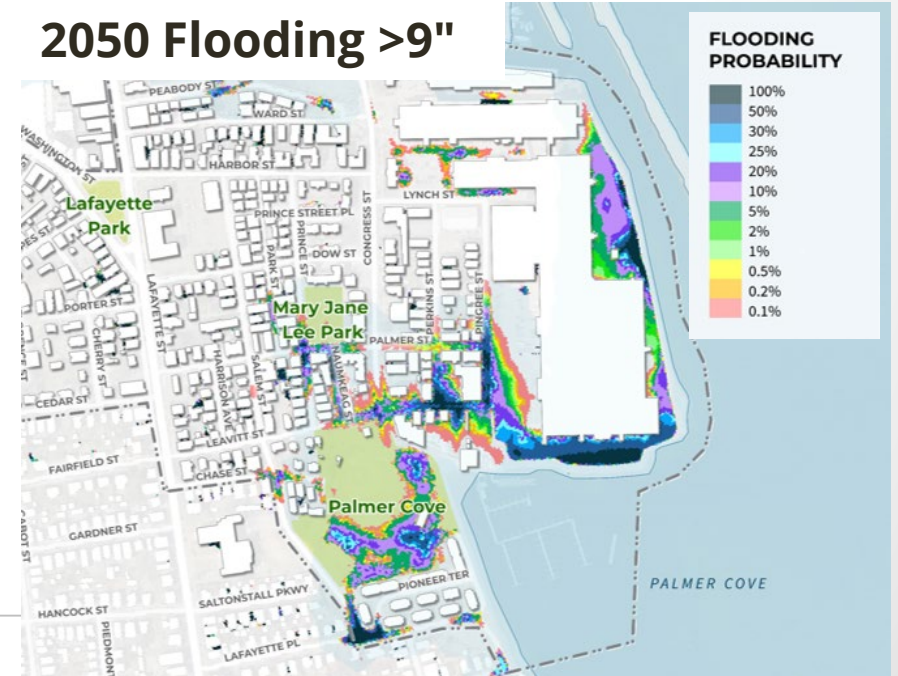 2050 Flooding >9"
FLOODING
PROBABILITY
100%
50%
30%
25%
20%
10%
5%
2%
1%
0.5%
0.2%
0.1%
PEABODY ST
WARD ST
WASHINGTON ST
HARBOR ST
Lafayette
Park
LYNCH ST
PRINCE STREET PL
CONGRESS ST
PRINCE ST
DOW ST
PARK ST
LAFAYETTE ST
PORTER ST
Mary Jane
Lee Park
PERKINS ST
PINGREE ST
PALMER ST
CHERRY ST
HARRISON AVE
SALEM ST
NAUMKEAG ST
CEDAR ST
LEAVITT ST
FAIRFIELD ST
CHASE ST
Palmer Cove
CABOT ST
GARDNER ST
PIONEER TER
PALMER COVE
SALTONSTALL PKWY
HANCOCK ST
LAFAYETTE PL
PIEDMON